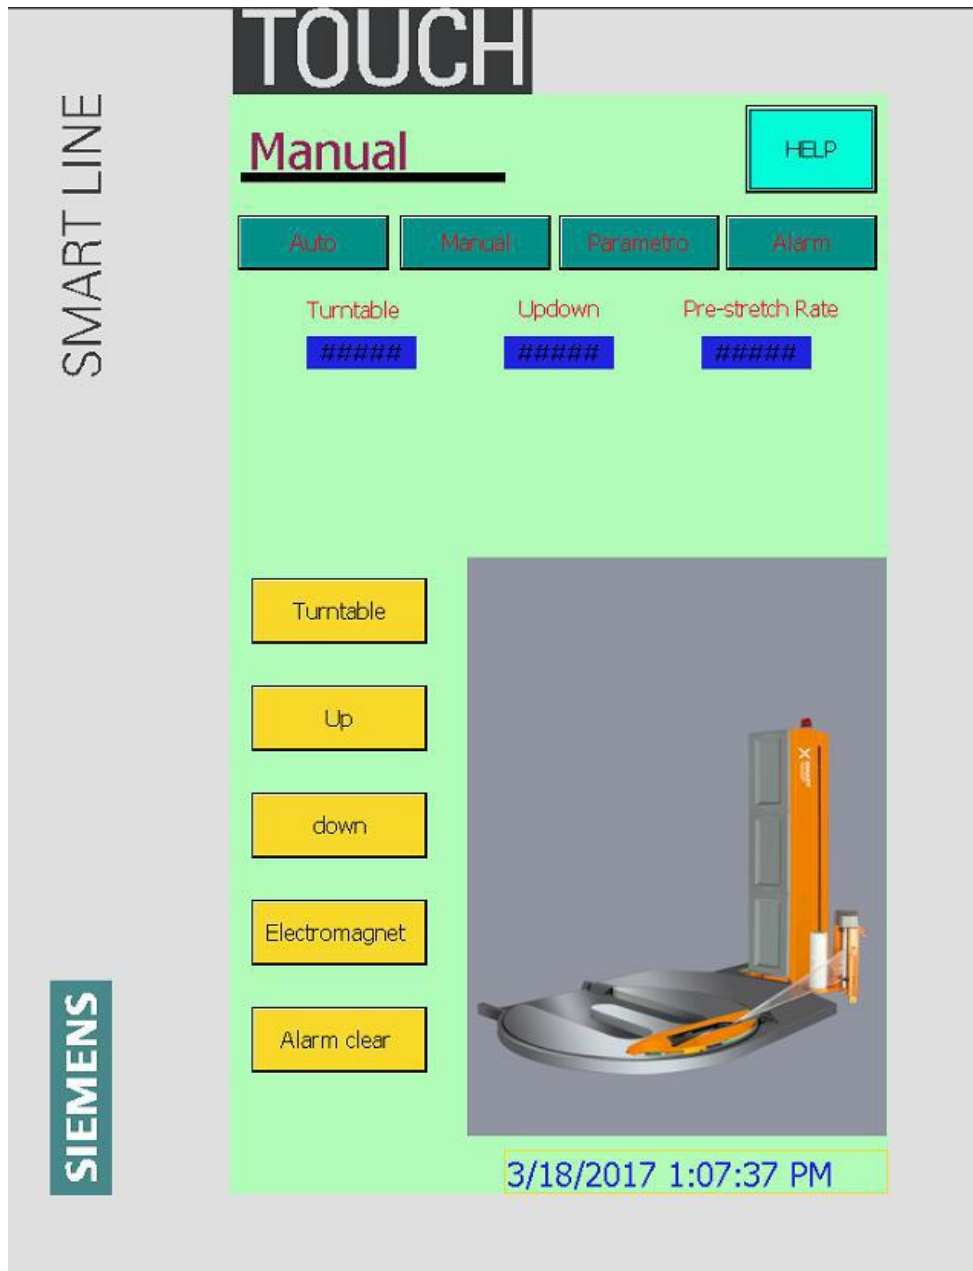 TOUCH
SMART LINE
Manual
HELP
Auto Manual Parametro Alarm
Turntable Updown Pre-stretch Rate
##### ##### #####
Turntable
Up
down
Electromagnet
Alarm clear
SIEMENS
3/18/2017 1:07:37 PM